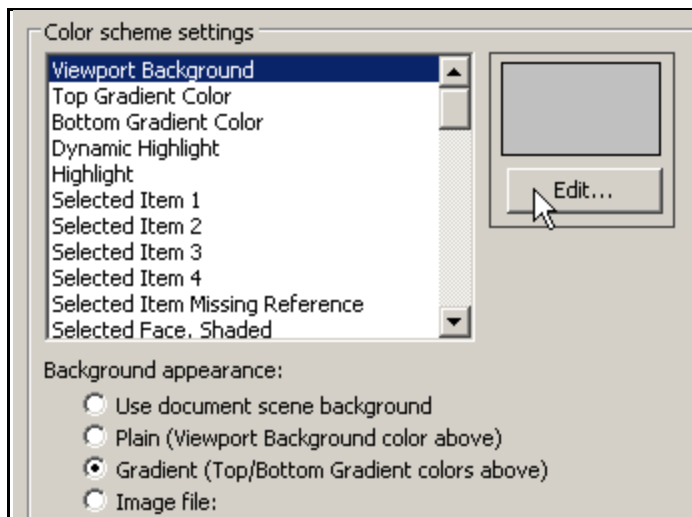 Color scheme settings
Viewport Background
Top Gradient Color
Bottom Gradient Color
Dynamic Highlight
Highlight
Selected Item 1
Selected Item 2
Selected Item 3
Selected Item 4
Selected Item Missing Reference
Selected Face, Shaded
Edit...
Background appearance:
Use document scene background
Plain (Viewport Background color above)
Gradient (Top/Bottom Gradient colors above)
Image file: